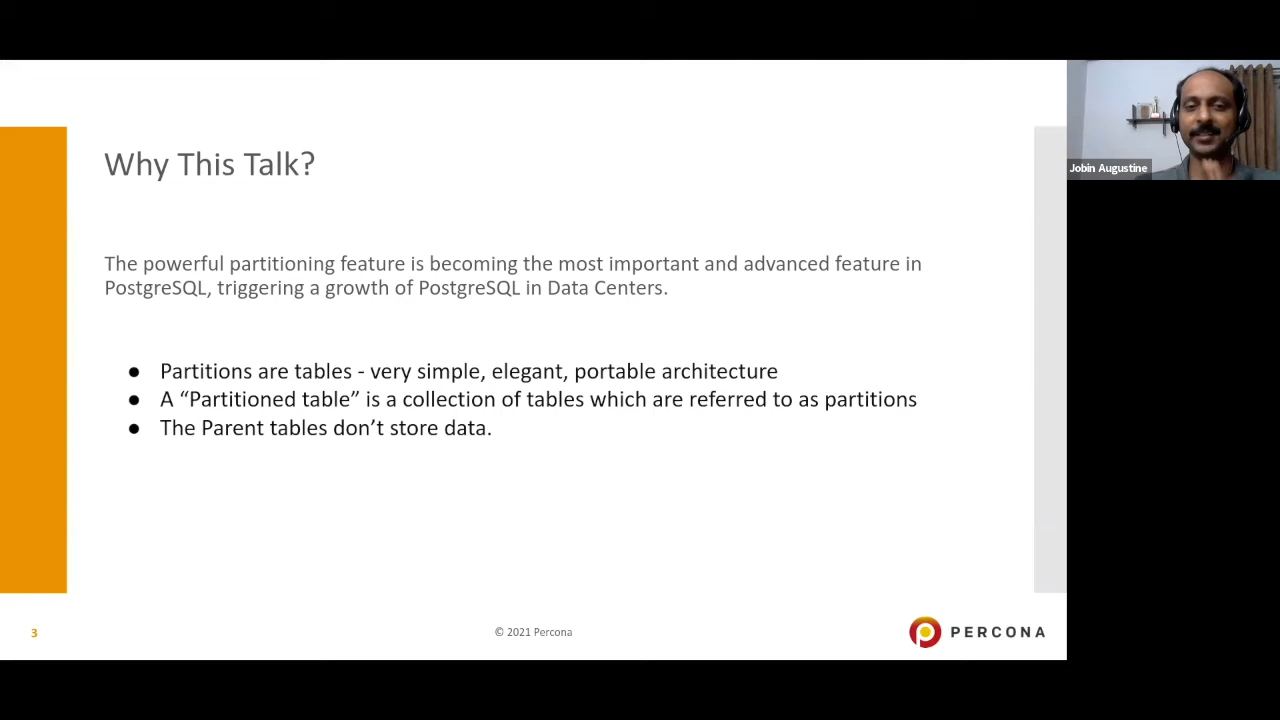 Why This Talk?
The powerful partitioning feature is becoming the most important and advanced feature in
PostgreSQL, triggering a growth of PostgreSQL in Data Centers.
● Partitions are tables - very simple, elegant, portable architecture
● A “Partitioned table” is a collection of tables which are referred to as partitions
● The Parent tables don’t store data.
3
© 2021 Percona
PERCONA
Jobin Augustine